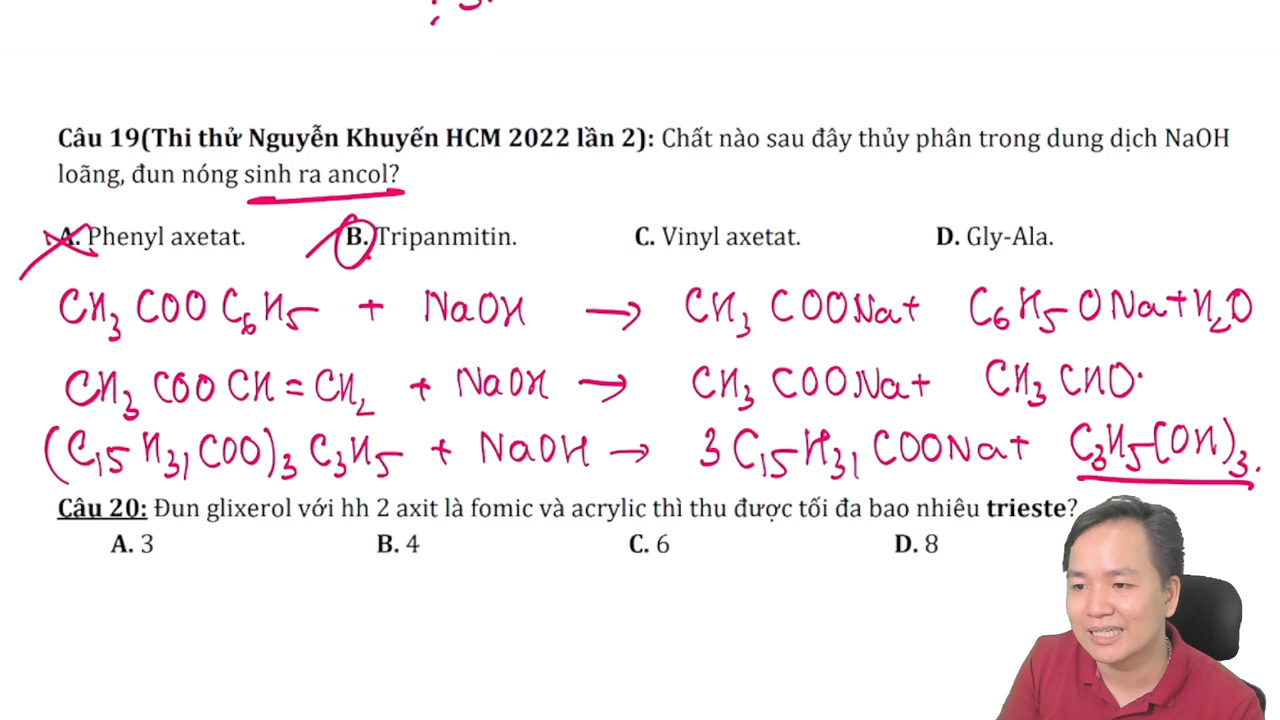 Câu 19(Thi thử Nguyễn Khuyến HCM 2022 lần 2): Chất nào sau đây thủy phân trong dung dịch NaOH
loãng, đun nóng sinh ra ancol?
A. Phenyl axetat. B. Tripanmitin. C. Vinyl axetat. D. Gly-Ala.
CH3COOC6H5 + NaOH → CH3COONa + C6H5-ONa + H2O
CH3COOCH=CH2 + NaOH → CH3COONa + CH3CHO.
(C15H31COO)3C3H5 + NaOH → 3C15H31COONa + C3H5(OH)3.
Câu 20: Đun glixerol với hh 2 axit là fomic và acrylic thì thu được tối đa bao nhiêu trieste?
A. 3 B. 4 C. 6 D. 8